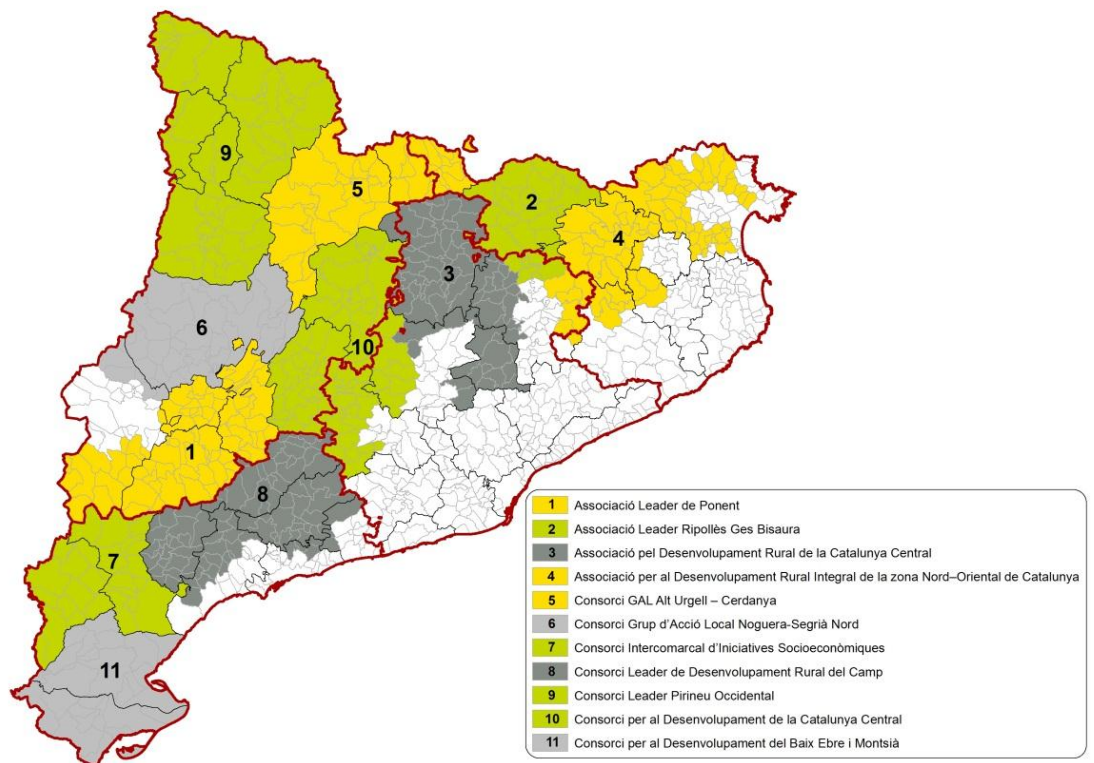 9
5
2
4
3
6
10
1
8
7
11
1 Associació Leader de Ponent
2 Associació Leader Ripollès Ges Bisaura
3 Associació pel Desenvolupament Rural de la Catalunya Central
4 Associació per al Desenvolupament Rural Integral de la zona Nord–Oriental de Catalunya
5 Consorci GAL Alt Urgell – Cerdanya
6 Consorci Grup d'Acció Local Noguera-Segrià Nord
7 Consorci Intercomarcal d'Iniciatives Socioeconòmiques
8 Consorci Leader de Desenvolupament Rural del Camp
9 Consorci Leader Pirineu Occidental
10 Consorci per al Desenvolupament de la Catalunya Central
11 Consorci per al Desenvolupament del Baix Ebre i Montsià